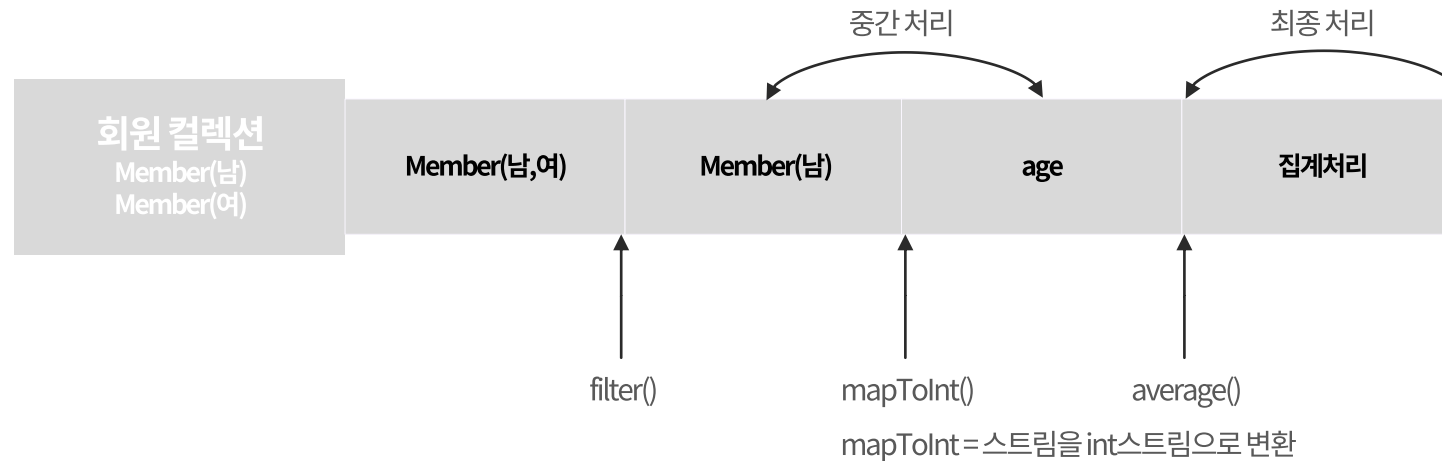 중간 처리
최종 처리
회원 컬렉션
Member(남)
Member(여)
Member(남,여)
Member(남)
age
집계처리
filter()
mapToInt()
average()
mapToInt = 스트림을 int스트림으로 변환